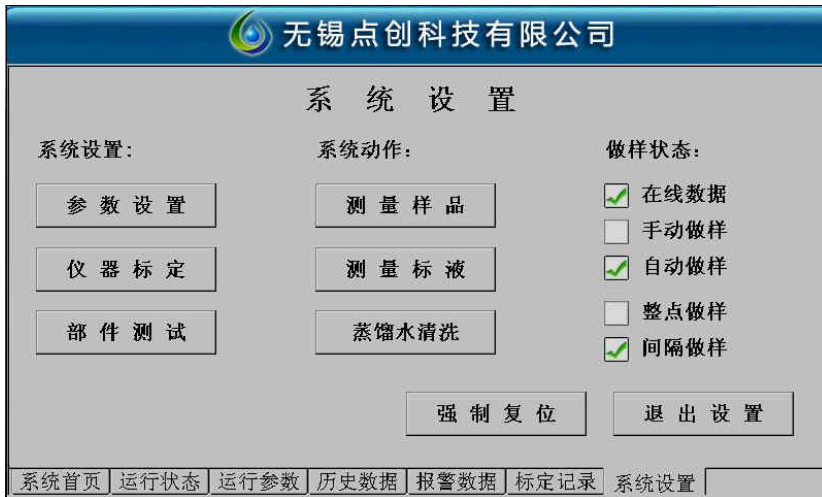 无锡点创科技有限公司
系统设置
系统设置:
系统动作:
做样状态:
参数设置
测量样品
在线数据
手动做样
仪器标定
测量标液
自动做样
部件测试
蒸馏水清洗
整点做样
间隔做样
强制复位
退出设置
系统首页
运行状态
运行参数
历史数据
报警数据
标定记录
系统设置